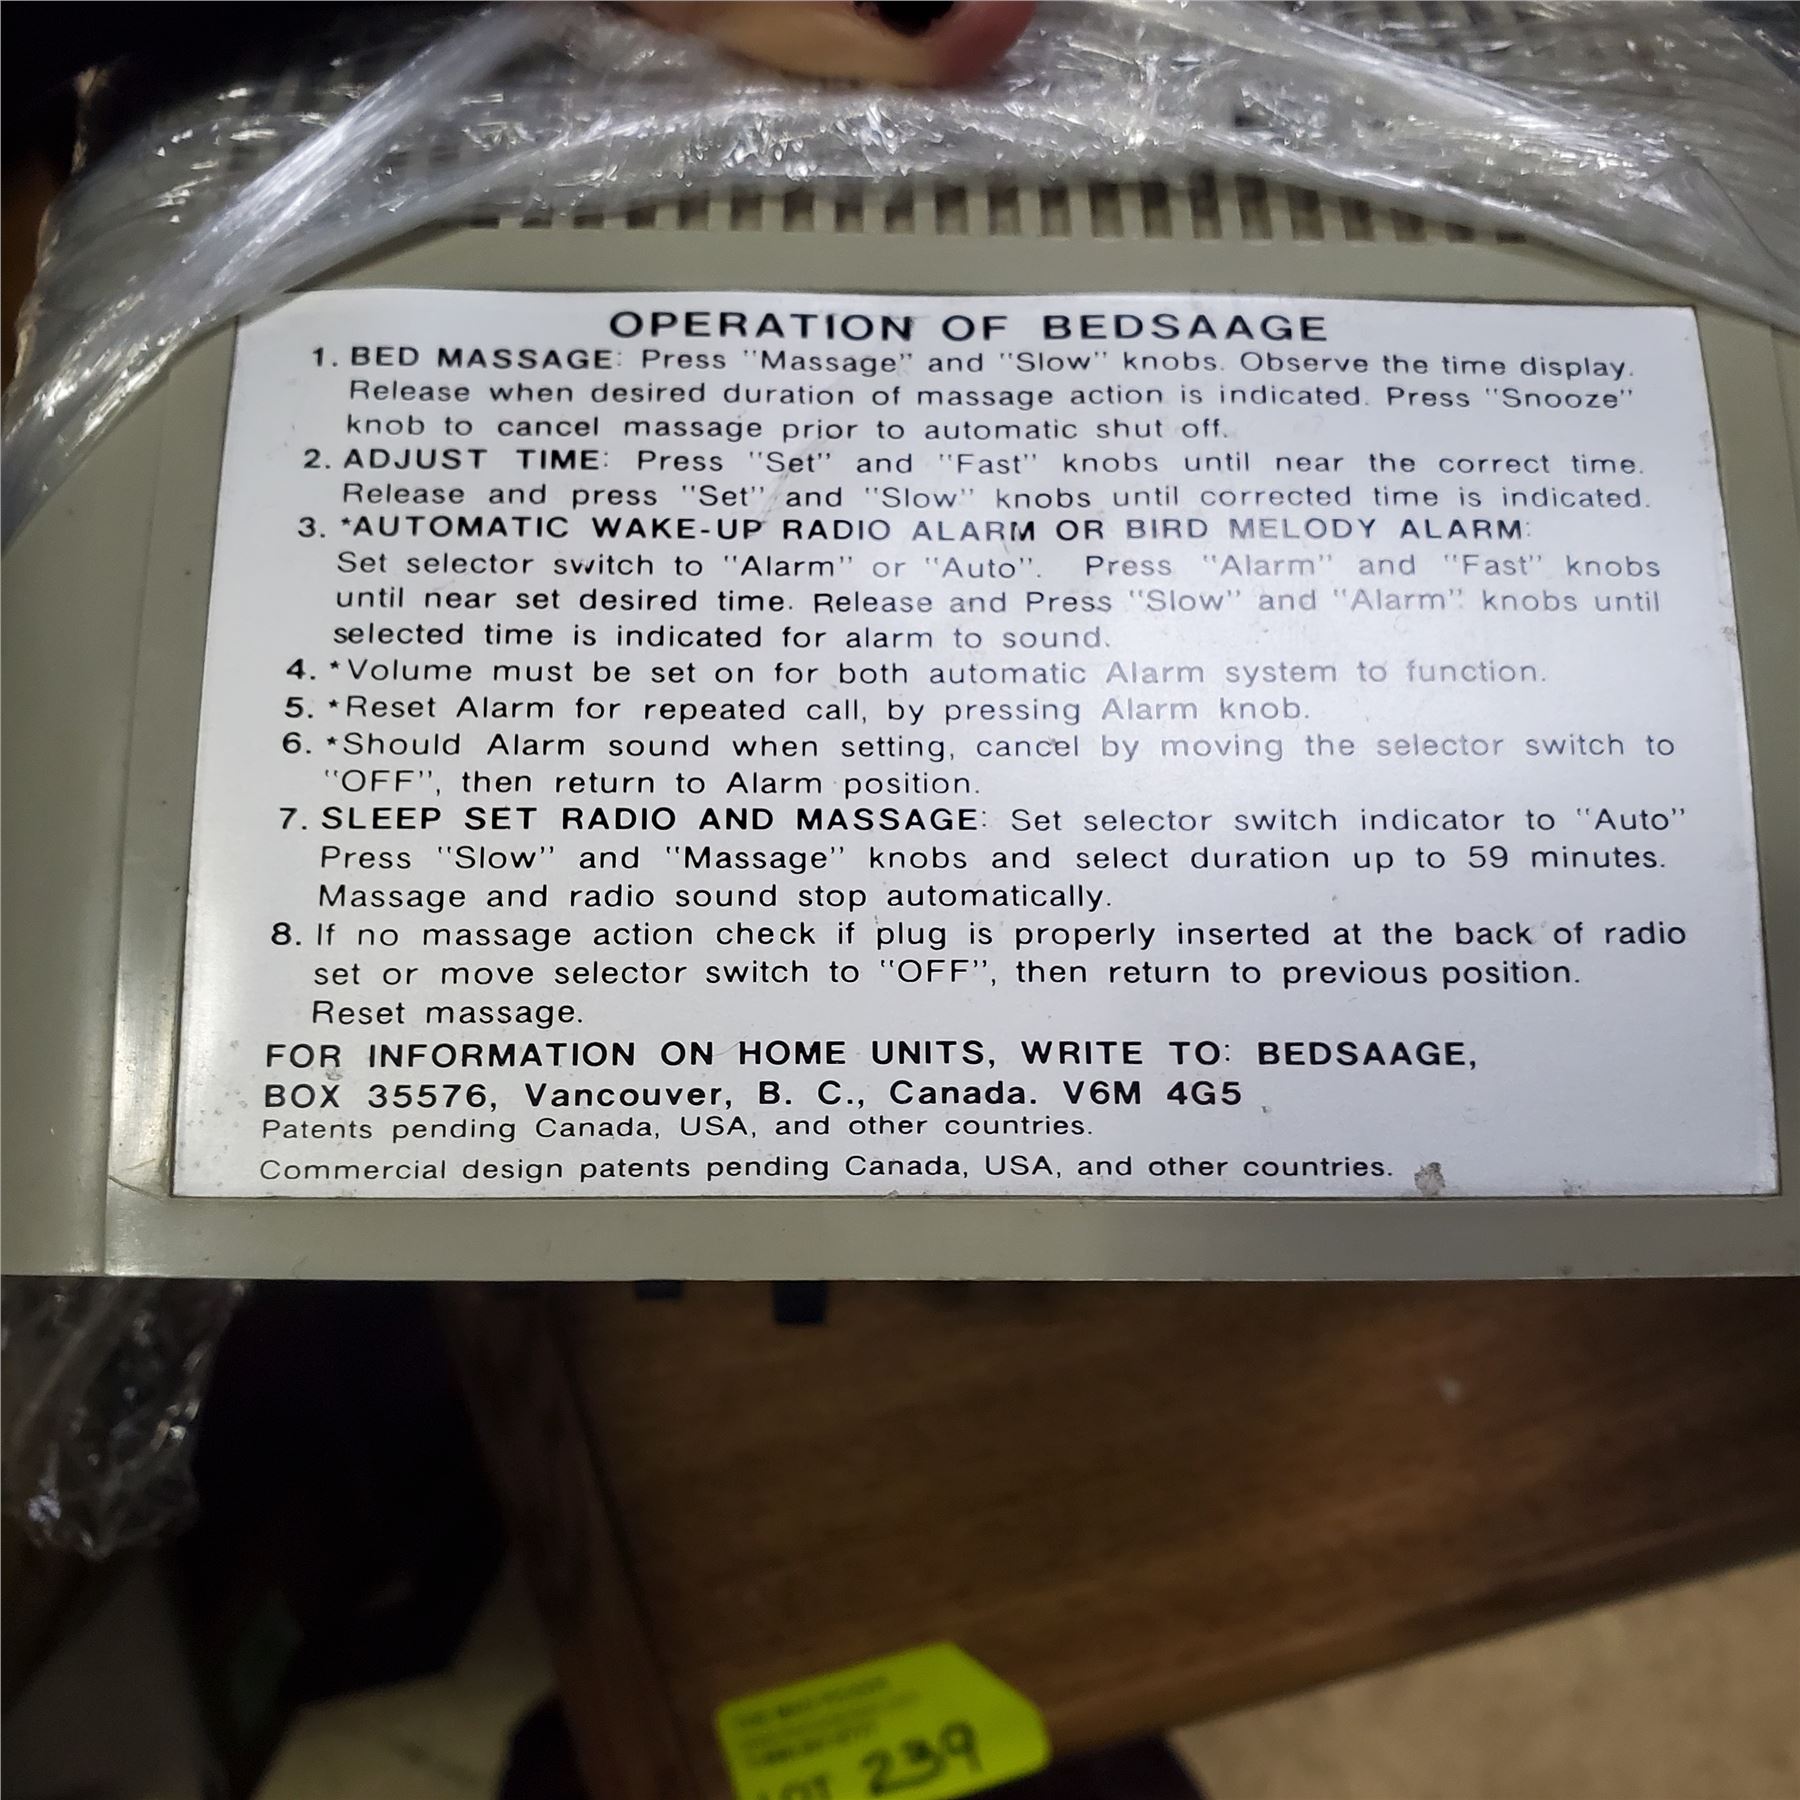 OPERATION OF BEDSAAGE
1. BED MASSAGE: Press "Massage" and "Slow" knobs. Observe the time display.
Release when desired duration of massage action is indicated. Press "Snooze"
knob to cancel massage prior to automatic shut off.
2. ADJUST TIME: Press "Set" and "Fast" knobs until near the correct time.
Release and press "Set" and "Slow" knobs until corrected time is indicated.
3. *AUTOMATIC WAKE-UP RADIO ALARM OR BIRD MELODY ALARM:
Set selector switch to "Alarm" or "Auto". Press "Alarm" and "Fast" knobs
until near set desired time. Release and Press "Slow" and "Alarm" knobs until
selected time is indicated for alarm to sound.
4. *Volume must be set on for both automatic Alarm system to function.
5. *Reset Alarm for repeated call, by pressing Alarm knob.
6. *Should Alarm sound when setting, cancel by moving the selector switch to
"OFF", then return to Alarm position.
7. SLEEP SET RADIO AND MASSAGE: Set selector switch indicator to "Auto"
Press "Slow" and "Massage" knobs and select duration up to 59 minutes.
Massage and radio sound stop automatically.
8. If no massage action check if plug is properly inserted at the back of radio
set or move selector switch to "OFF", then return to previous position.
Reset massage.
FOR INFORMATION ON HOME UNITS, WRITE TO: BEDSAAGE,
BOX 35576, Vancouver, B. C., Canada. V6M 4G5
Patents pending Canada, USA, and other countries.
Commercial design patents pending Canada, USA, and other countries.
LOT 239